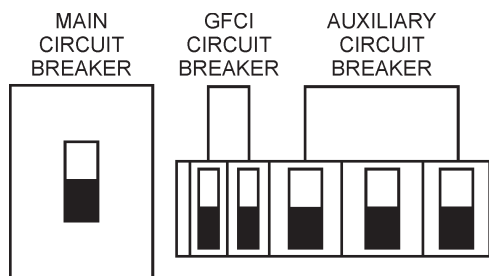 MAIN
CIRCUIT
BREAKER
GFCI
CIRCUIT
BREAKER
AUXILIARY
CIRCUIT
BREAKER